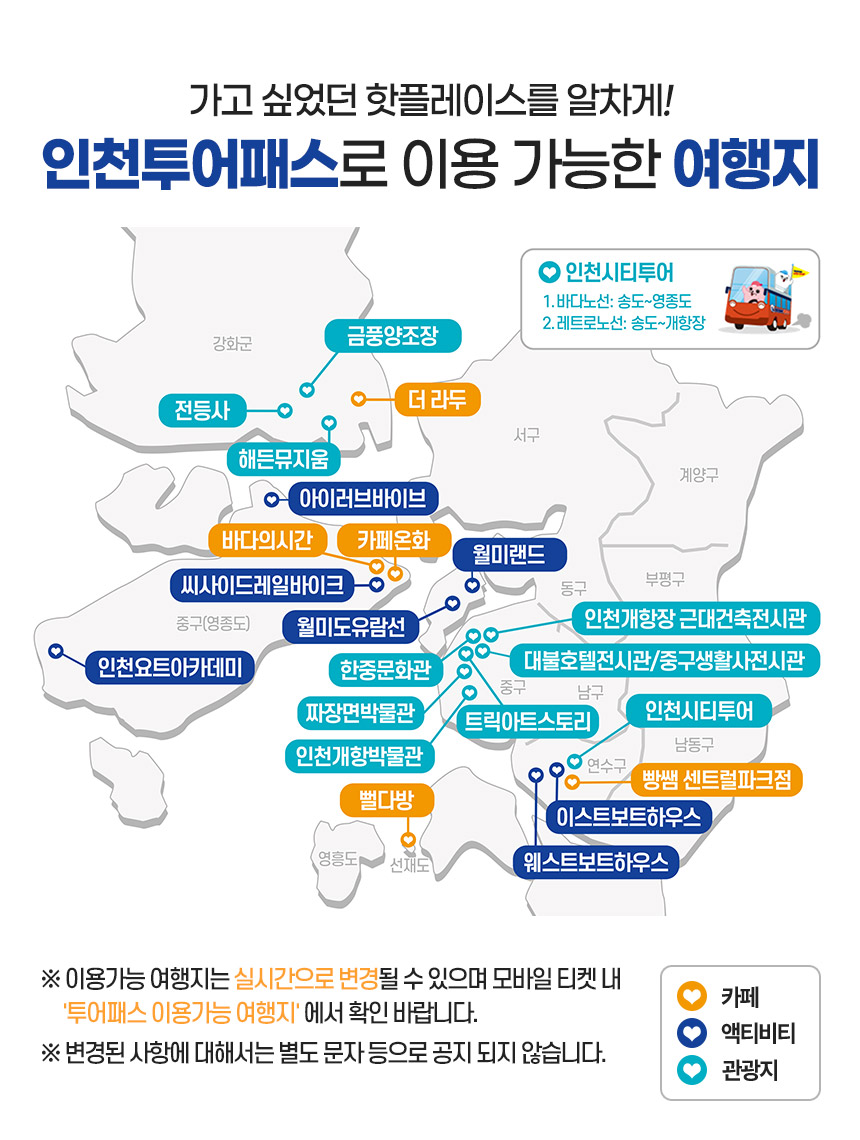 가고 싶었던 핫플레이스를 알차게!
인천투어패스로 이용 가능한 여행지
인천시티투어
1. 바다노선: 송도~영종도
2. 레트로노선: 송도~개항장
강화군
금풍양조장
전등사
더 라두
해든뮤지움
서구
계양구
아이러브바이브
바다의시간
카페온화
월미랜드
씨사이드레일바이크
동구
부평구
중구(영종도)
월미도유람선
인천개항장 근대건축전시관
인천요트아카데미
한중문화관
대불호텔전시관/중구생활사전시관
중구
남구
짜장면박물관
트릭아트스토리
인천시티투어
인천개항박물관
남동구
연수구
빵쌤 센트럴파크점
뻘다방
이스트보트하우스
영흥도
선재도
웨스트보트하우스
※ 이용가능 여행지는 실시간으로 변경될 수 있으며 모바일 티켓 내
'투어패스 이용가능 여행지' 에서 확인 바랍니다.
※ 변경된 사항에 대해서는 별도 문자 등으로 공지 되지 않습니다.
카페
액티비티
관광지